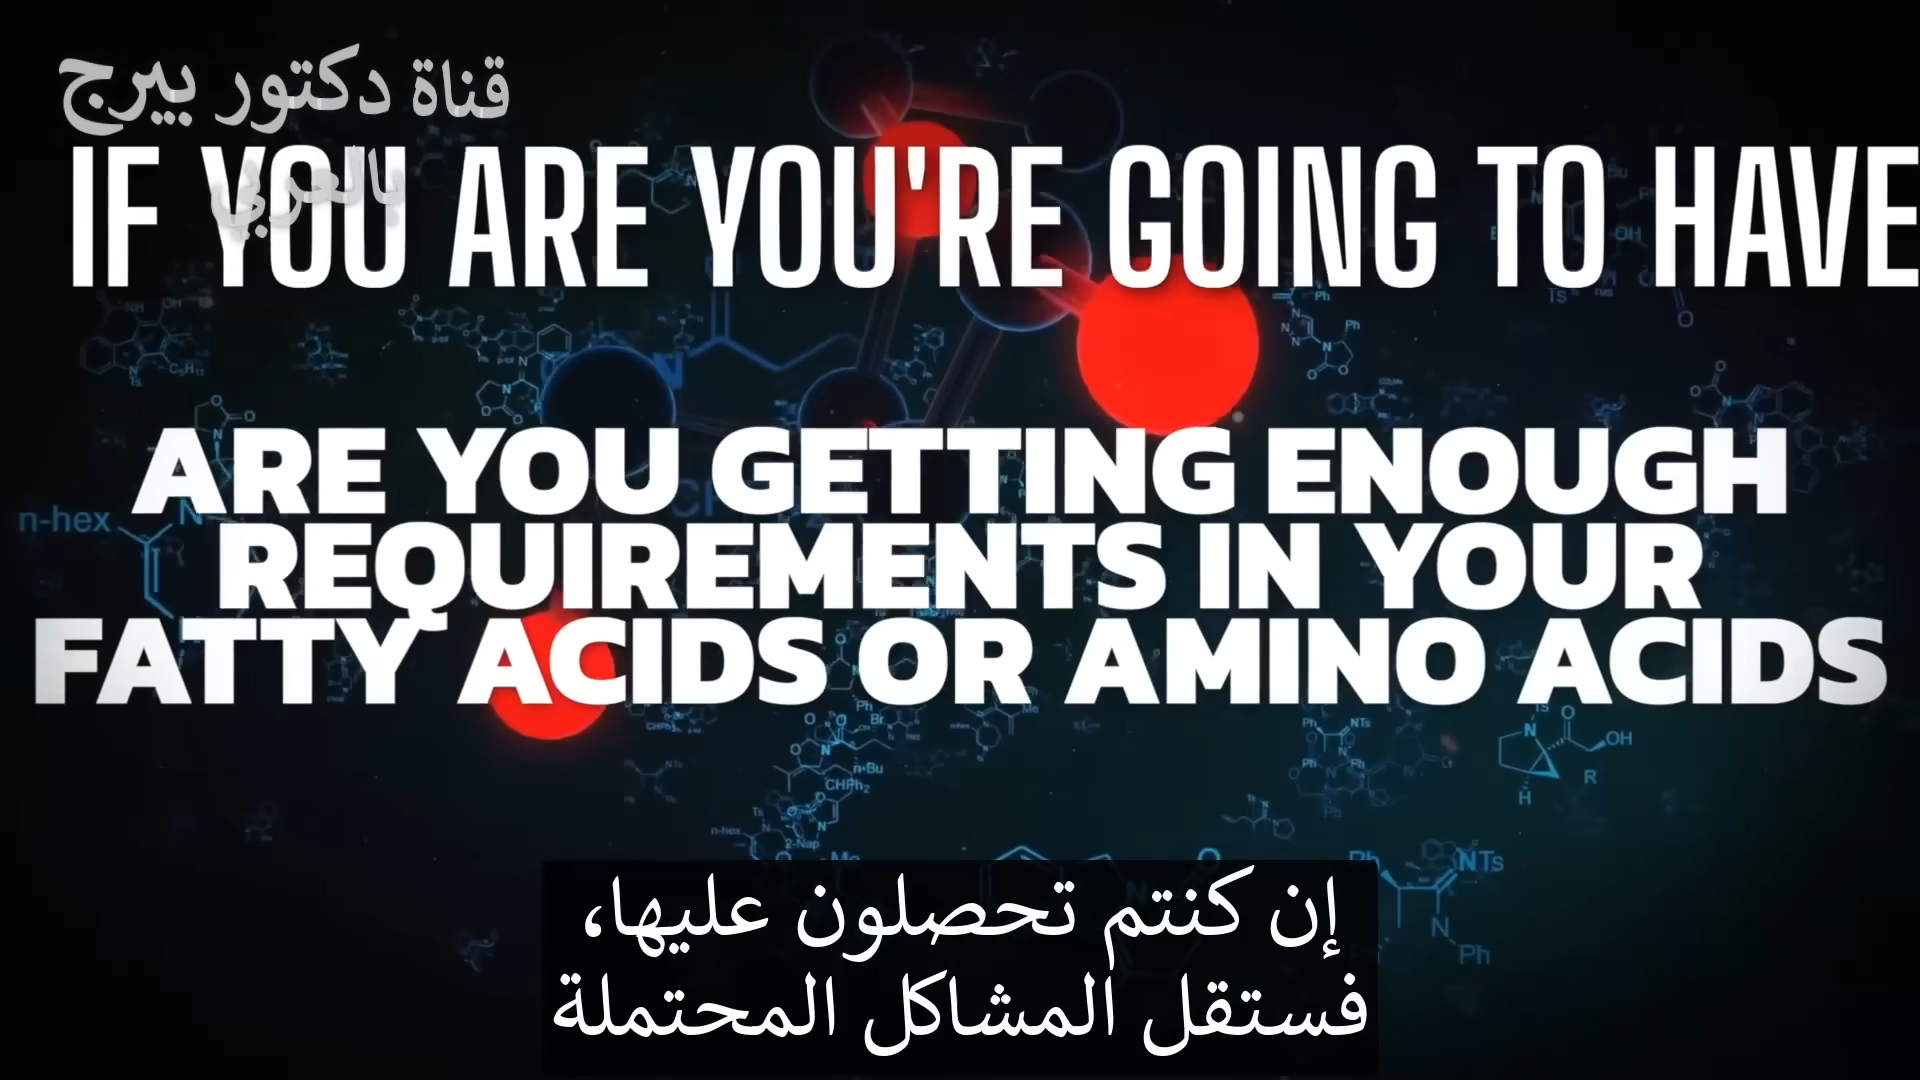 قناة دكتور بيرج
بالعربي
IF YOU ARE YOU'RE GOING TO HAVE
ARE YOU GETTING ENOUGH
REQUIREMENTS IN YOUR
FATTY ACIDS OR AMINO ACIDS
n-hex
إن كنتم تحصلون عليها،
فستقل المشاكل المحتملة